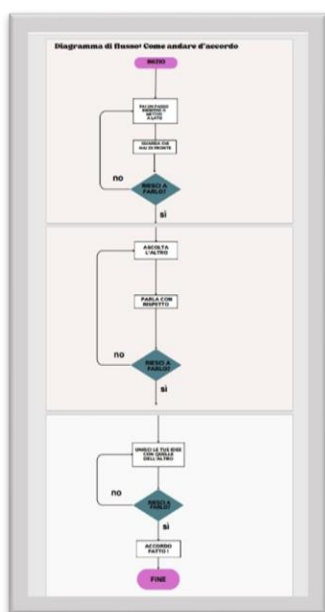 Diagramma di flusso: Come andare d'accordo
INIZIO
FAI UN PASSO
INDIETRO O
METTITI
A LATO
GUARDA CHI
HAI DI FRONTE
no
RIESCI A
FARLO?
sì
ASCOLTA
L'ALTRO
PARLA CON
RISPETTO
no
RIESCI A
FARLO?
sì
UNISCI LE TUE IDEE
CON QUELLE
DELL'ALTRO
no
RIESCI A
FARLO?
sì
ACCORDO
FATTO !
FINE